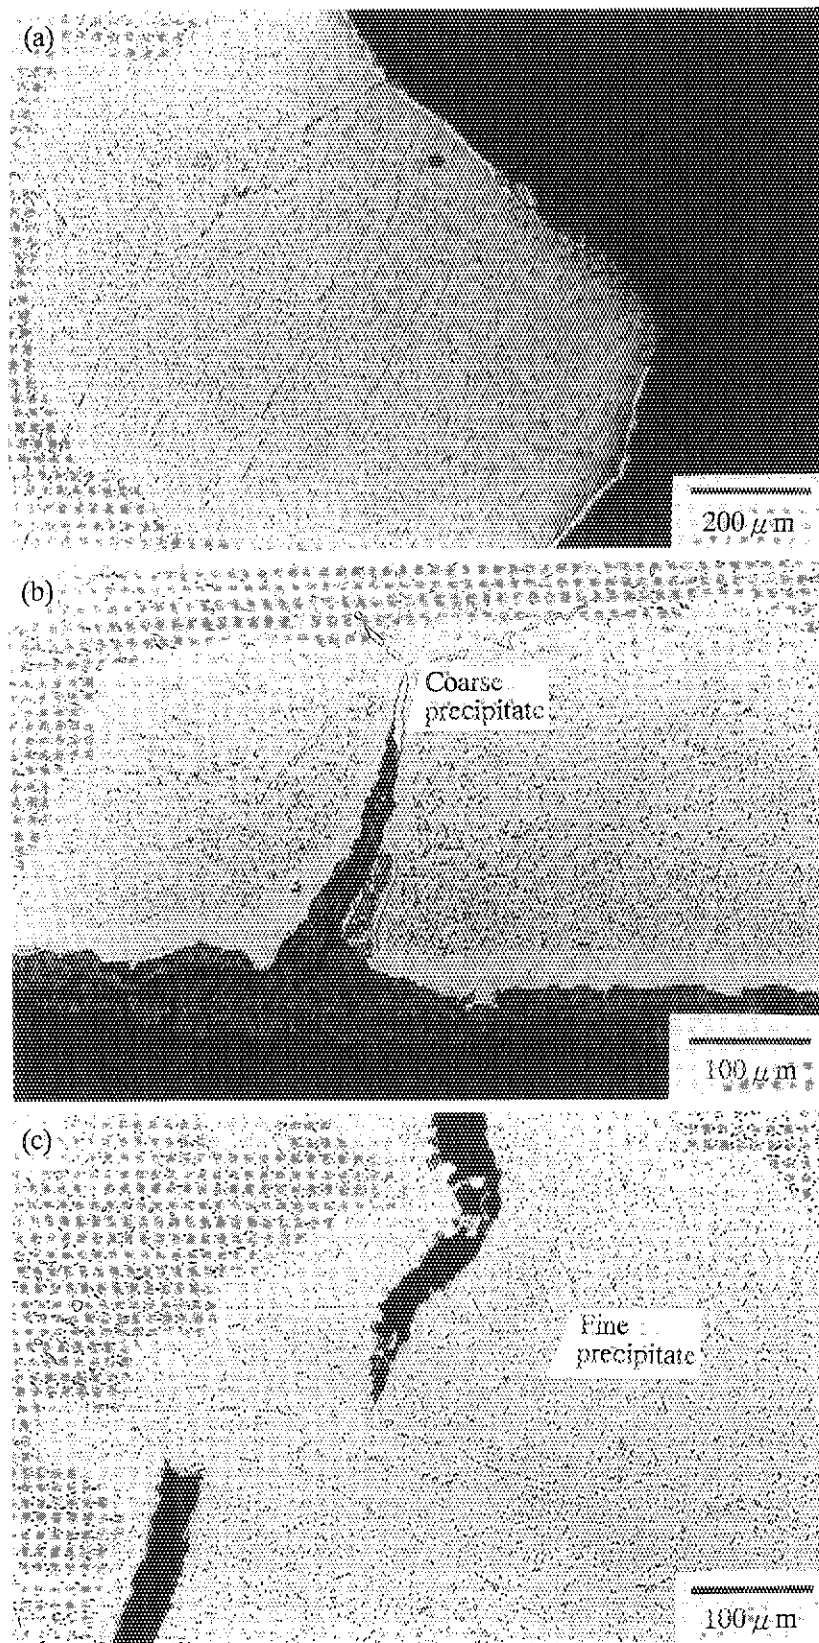 (a)
200 μm
(b)
Coarse
precipitate
100 μm
(c)
Fine
precipitate
100 μm